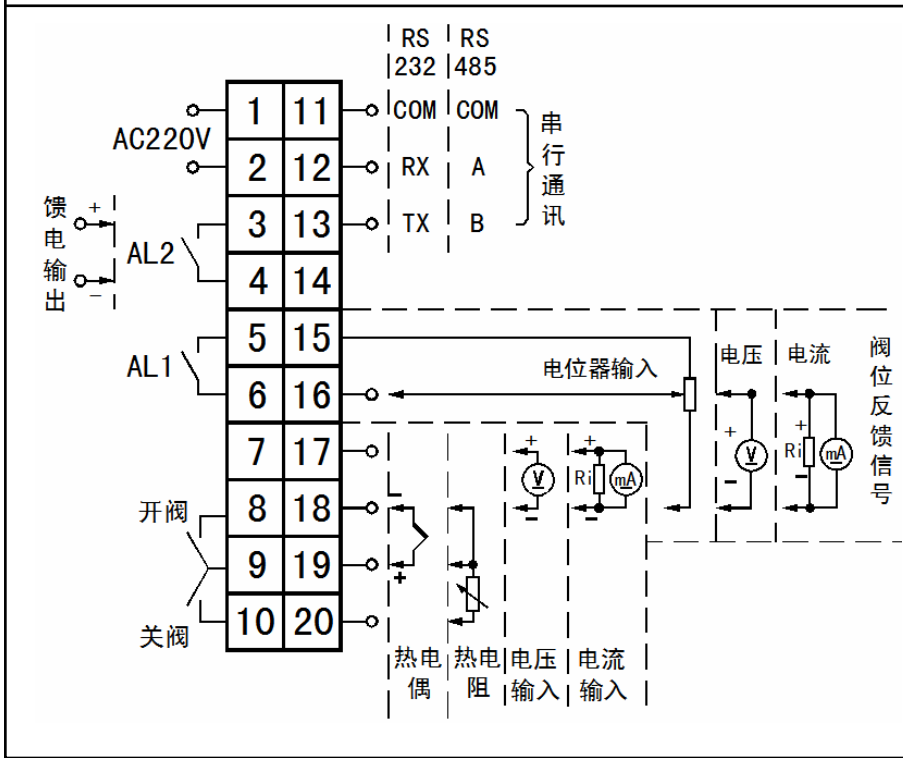 RS RS
232 485
1 11 COM COM
AC220V
2 12 RX A
串行通讯
3 13 TX B
馈电输出
+
−
AL2
4 14
5 15
AL1
6 16
电位器输入
电压 电流
阀位反馈信号
+ V −
+ Ri mA −
7 17
8 18
9 19
10 20
开阀
关阀
−
+
+ V −
+ Ri mA −
热电偶
热电阻
电压输入
电流输入